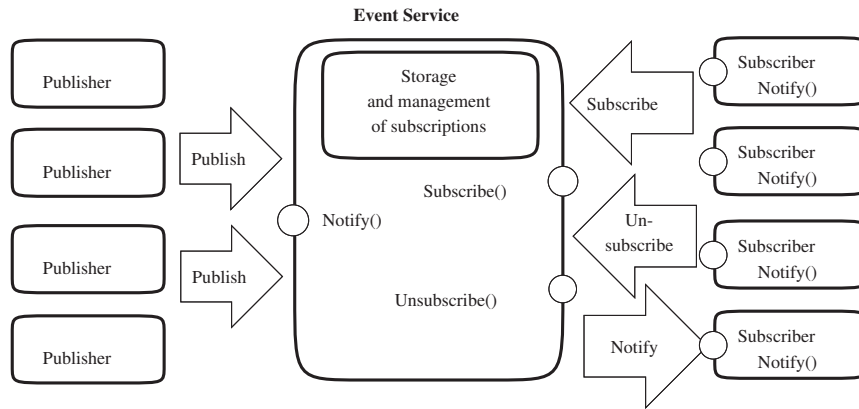 Event Service
Publisher
Publisher
Publisher
Publisher
Publish
Publish
Storage
and management
of subscriptions
Subscribe()
Notify()
Unsubscribe()
Subscribe
Un-
subscribe
Notify
Subscriber
Notify()
Subscriber
Notify()
Subscriber
Notify()
Subscriber
Notify()